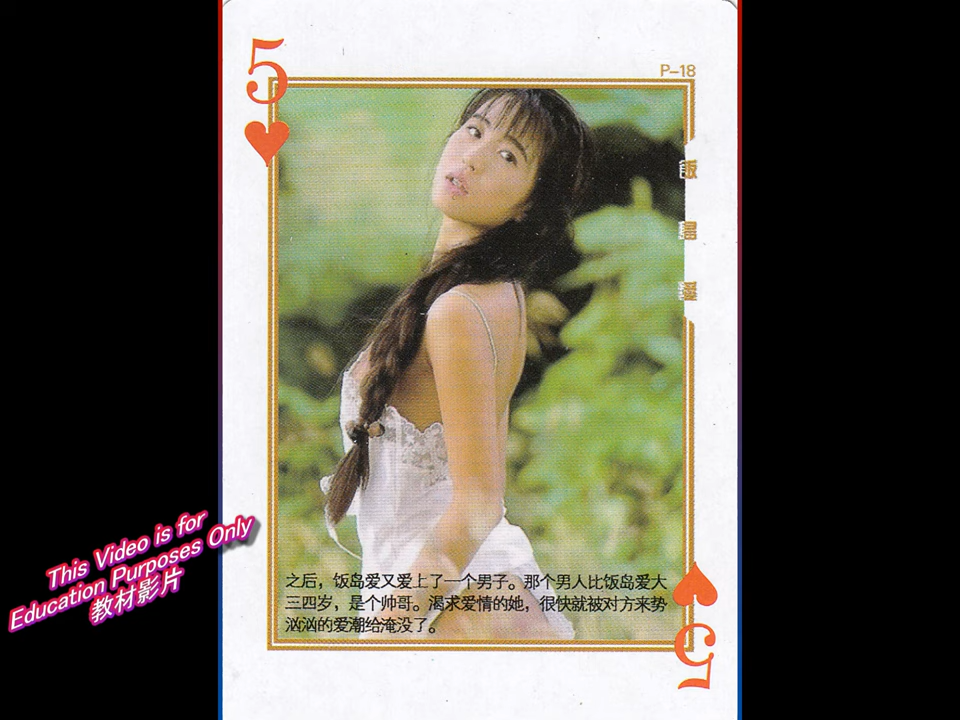 5
P-18
飯
島
愛
之后，饭岛爱又爱上了一个男子。那个男人比饭岛爱大
三四岁，是个帅哥。渴求爱情的她，很快就被对方来势
汹汹的爱潮给淹没了。
5
This Video is for
Education Purposes Only
教材影片